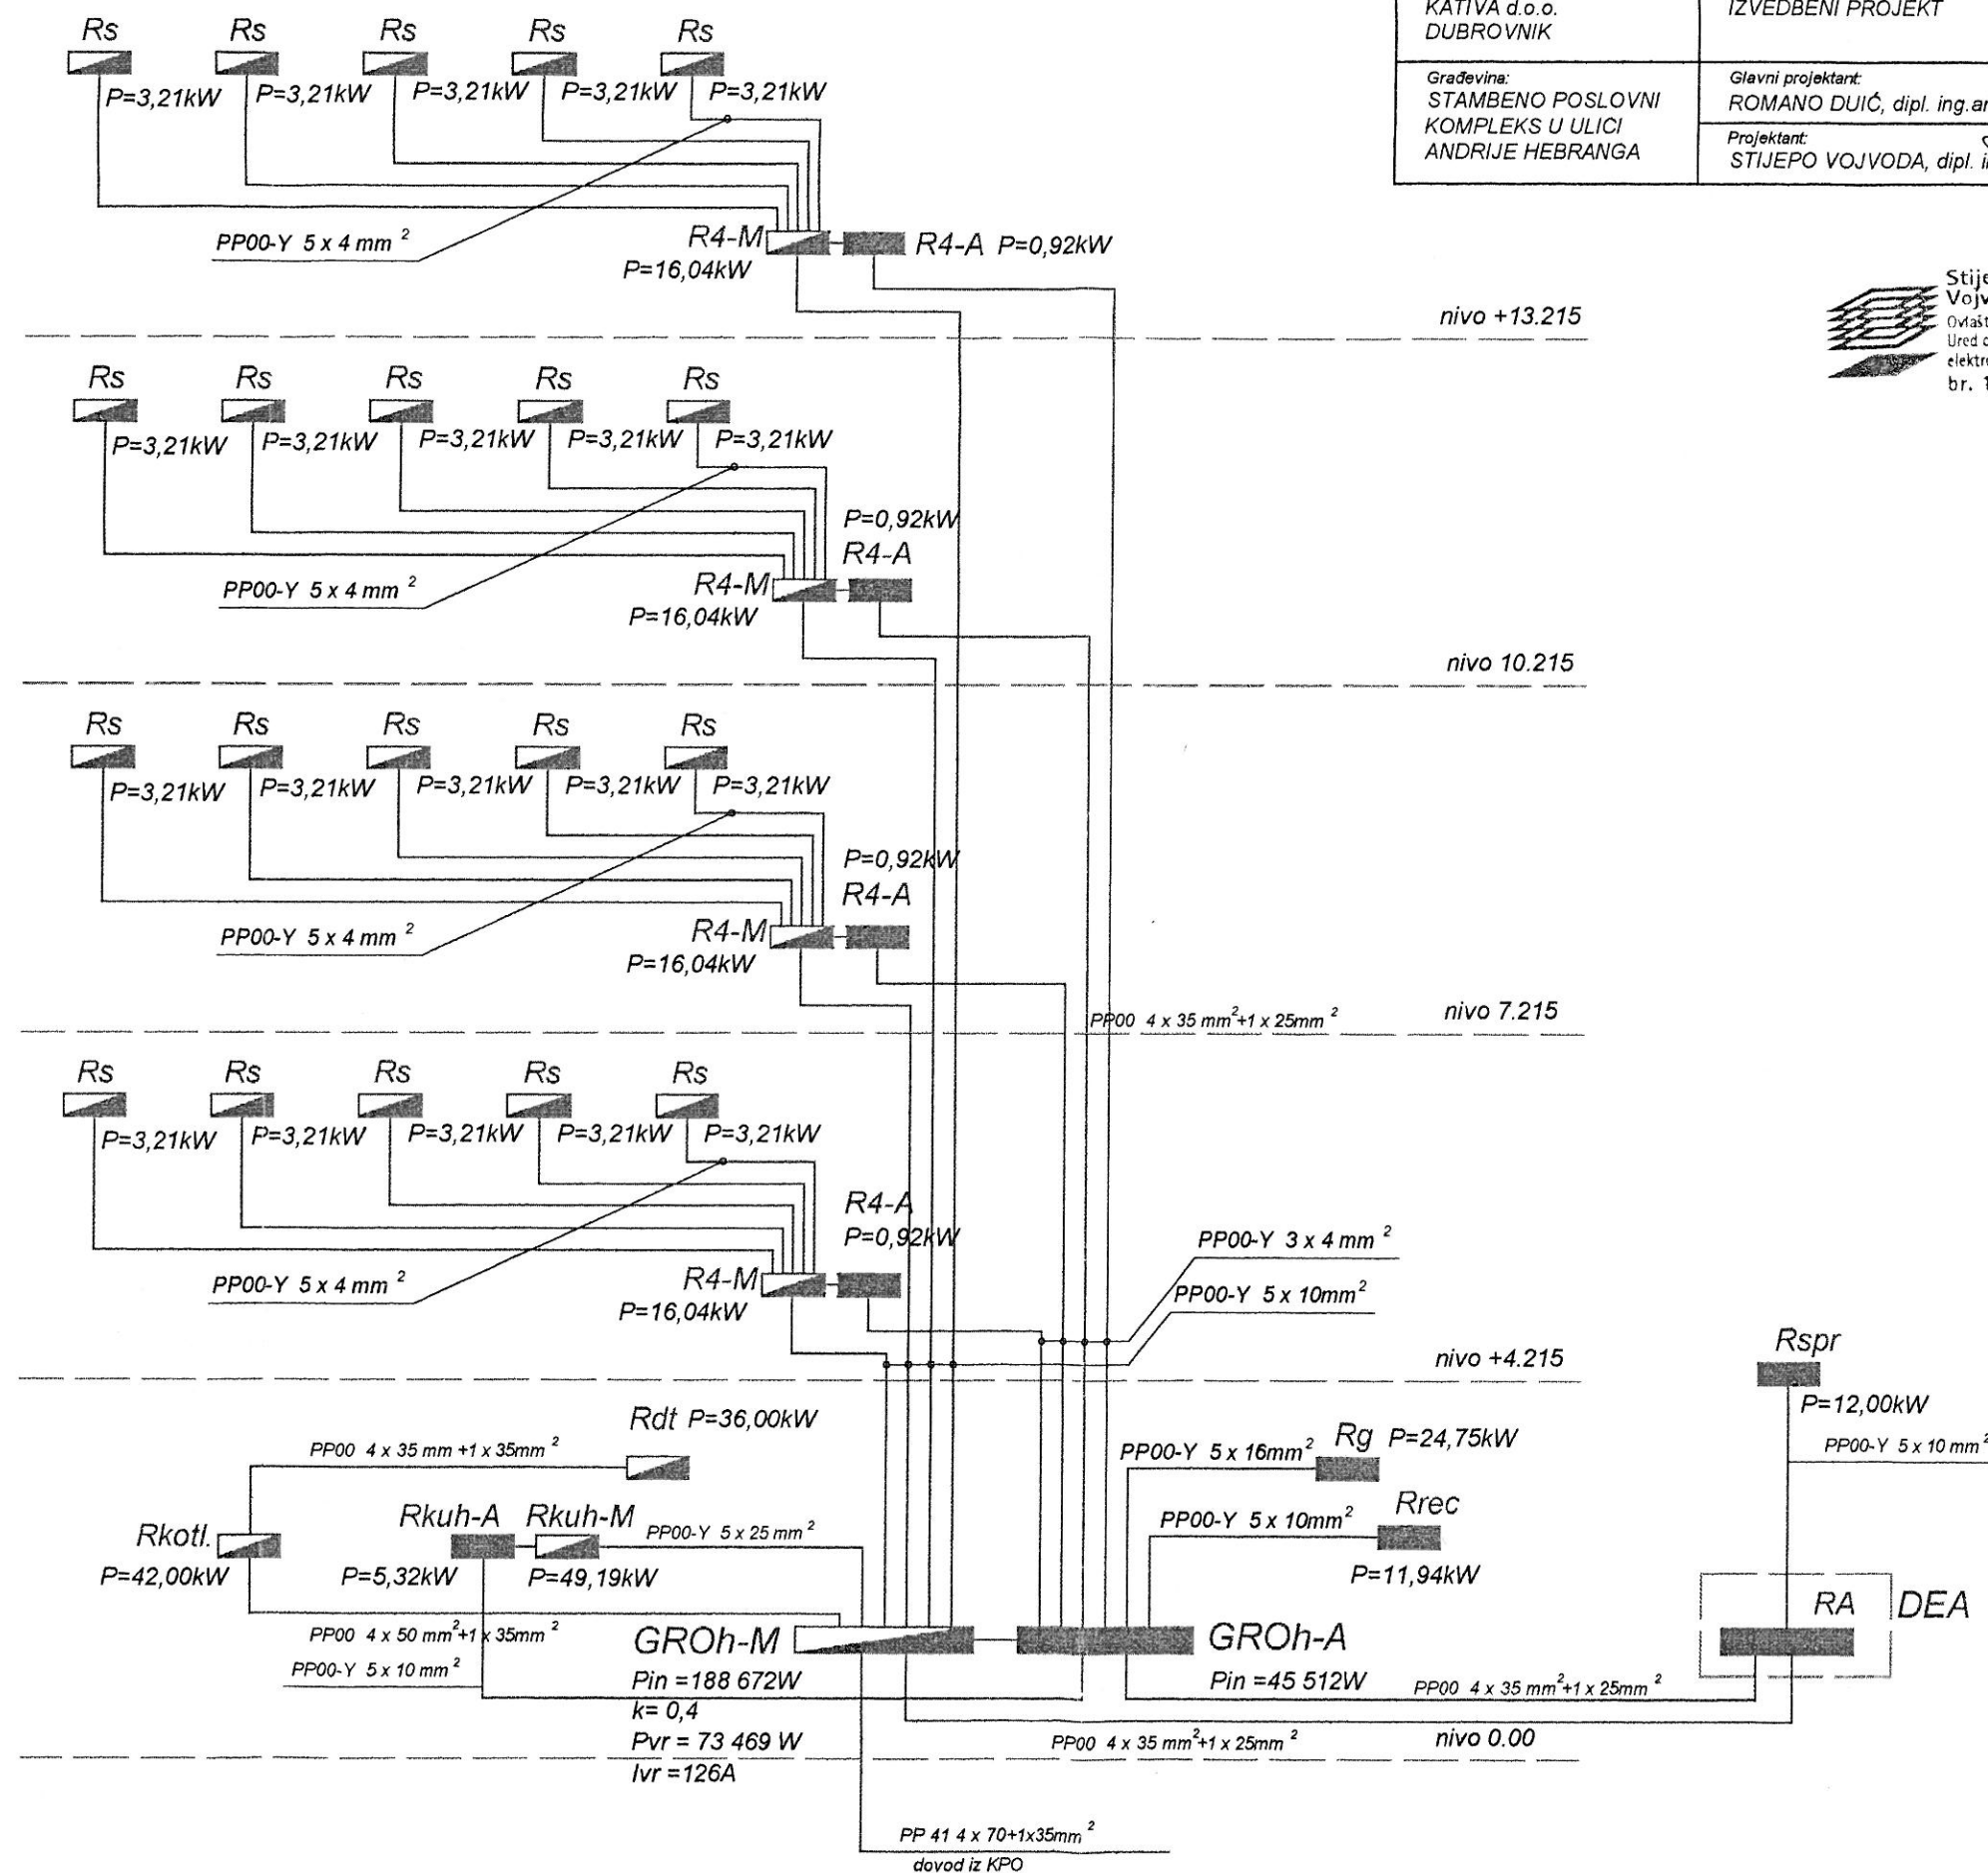 KATIVA d.o.o.
DUBROVNIK
IZVEDBENI PROJEKT
Građevina:
STAMBENO POSLOVNI
KOMPLEKS U ULICI
ANDRIJE HEBRANGA
Glavni projektant:
ROMANO DUIĆ, dipl. ing.
Projektant:
STIJEPO VOJVODA, dipl.
Rs Rs Rs Rs Rs
P=3,21kW P=3,21kW P=3,21kW P=3,21kW P=3,21kW
PP00-Y 5 x 4 mm ²
R4-M
P=16,04kW
R4-A P=0,92kW
nivo +13.215
br.
Rs Rs Rs Rs Rs
P=3,21kW P=3,21kW P=3,21kW P=3,21kW P=3,21kW
P=0,92kW
R4-A
PP00-Y 5 x 4 mm ²
R4-M
P=16,04kW
nivo 10.215
Rs Rs Rs Rs Rs
P=3,21kW P=3,21kW P=3,21kW P=3,21kW P=3,21kW
P=0,92kW
R4-A
PP00-Y 5 x 4 mm ²
R4-M
P=16,04kW
PP00 4 x 35 mm²+1 x 25mm ²
nivo 7.215
Rs Rs Rs Rs Rs
P=3,21kW P=3,21kW P=3,21kW P=3,21kW P=3,21kW
R4-A
P=0,92kW
PP00-Y 5 x 4 mm ²
R4-M
P=16,04kW
PP00-Y 3 x 4 mm ²
PP00-Y 5 x 10mm²
nivo +4.215
Rspr
P=12,00kW
PP00-Y 5 x 10 mm ²
Rdt P=36,00kW
PP00 4 x 35 mm +1 x 35mm ²
PP00-Y 5 x 16mm² Rg P=24,75kW
Rkotl.
P=42,00kW
Rkuh-A Rkuh-M
PP00-Y 5 x 25 mm ²
P=5,32kW P=49,19kW
PP00-Y 5 x 10mm² Rrec
P=11,94kW
PP00 4 x 50 mm²+1 x 35mm ²
PP00-Y 5 x 10 mm ²
GROh-M
Pin =188 672W
k= 0,4
Pvr = 73 469 W
Ivr =126A
GROh-A
Pin =45 512W
PP00 4 x 35 mm²+1 x 25mm ²
RA DEA
PP00 4 x 35 mm²+1 x 25mm ²
nivo 0.00
PP 41 4 x 70+1x35mm ²
dovod iz KPO